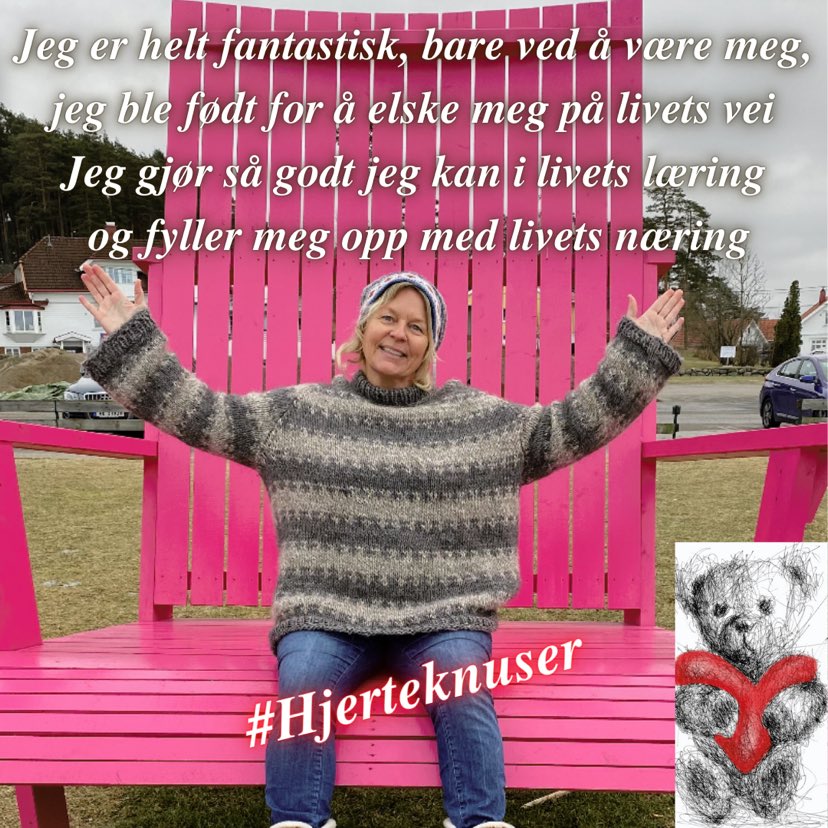 Jeg er helt fantastisk, bare ved å være meg,
jeg ble født for å elske meg på livets vei
Jeg gjør så godt jeg kan i livets læring
og fyller meg opp med livets næring
#Hjerteknuser